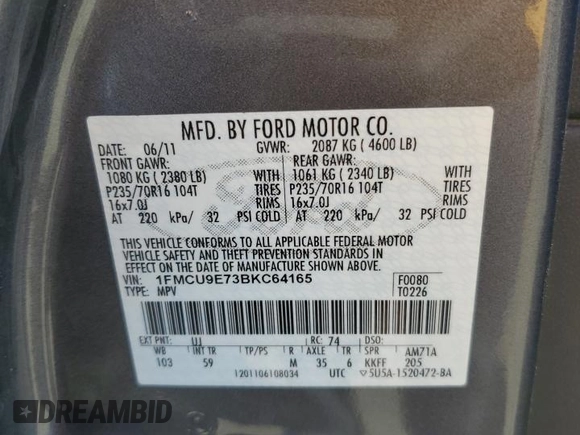 MFD. BY FORD MOTOR CO.
DATE: 06/11 GVWR: 2087 KG ( 4600 LB)
FRONT GAWR: REAR GAWR:
1080 KG ( 2380 LB) WITH 1061 KG ( 2340 LB) WITH
P235/70R16 104T TIRES P235/70R16 104T TIRES
16x7.0J RIMS 16x7.0J RIMS
AT 220 kPa/ 32 PSI COLD AT 220 kPa/ 32 PSI COLD
THIS VEHICLE CONFORMS TO ALL APPLICABLE FEDERAL MOTOR
VEHICLE SAFETY AND THEFT PREVENTION STANDARDS IN
EFFECT ON THE DATE OF MANUFACTURE SHOWN ABOVE.
VIN: 1FMCU9E73BKC64165 F0080
TYPE: MPV T0226
EXT PNT: UJ RC: 74 DSO:
WB INT TR TP/PS R AXLE TR SPR AM71A
103 59 M 35 6 KKFF 205
1201106108034 UTC 5U5A-1520472-BA
Ford
DREAMBID